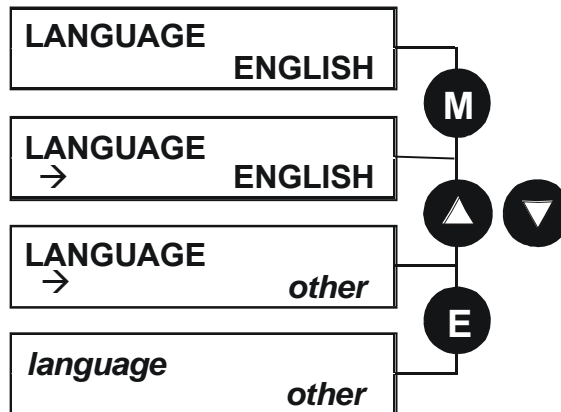 LANGUAGE
ENGLISH
M
LANGUAGE
→ ENGLISH
LANGUAGE
→ other
E
language
other